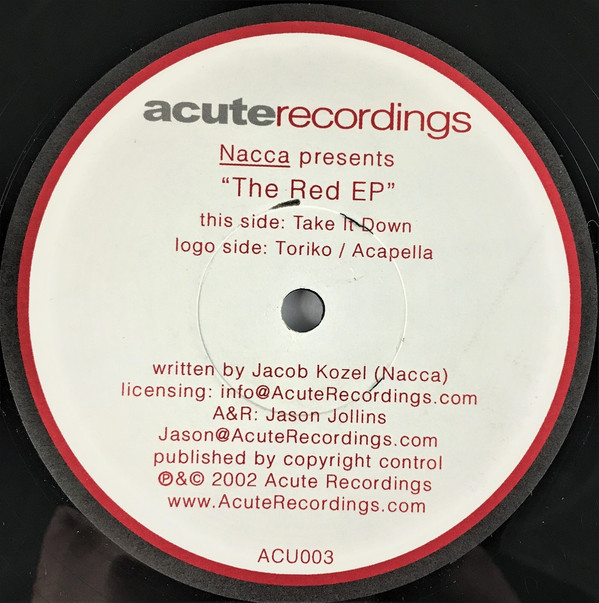 acuterecordings
Nacca presents
“The Red EP”
this side: Take It Down
logo side: Toriko / Acapella
written by Jacob Kozel (Nacca)
licensing: info@AcuteRecordings.com
A&R: Jason Jollins
Jason@AcuteRecordings.com
published by copyright control
℗&© 2002 Acute Recordings
www.AcuteRecordings.com
ACU003